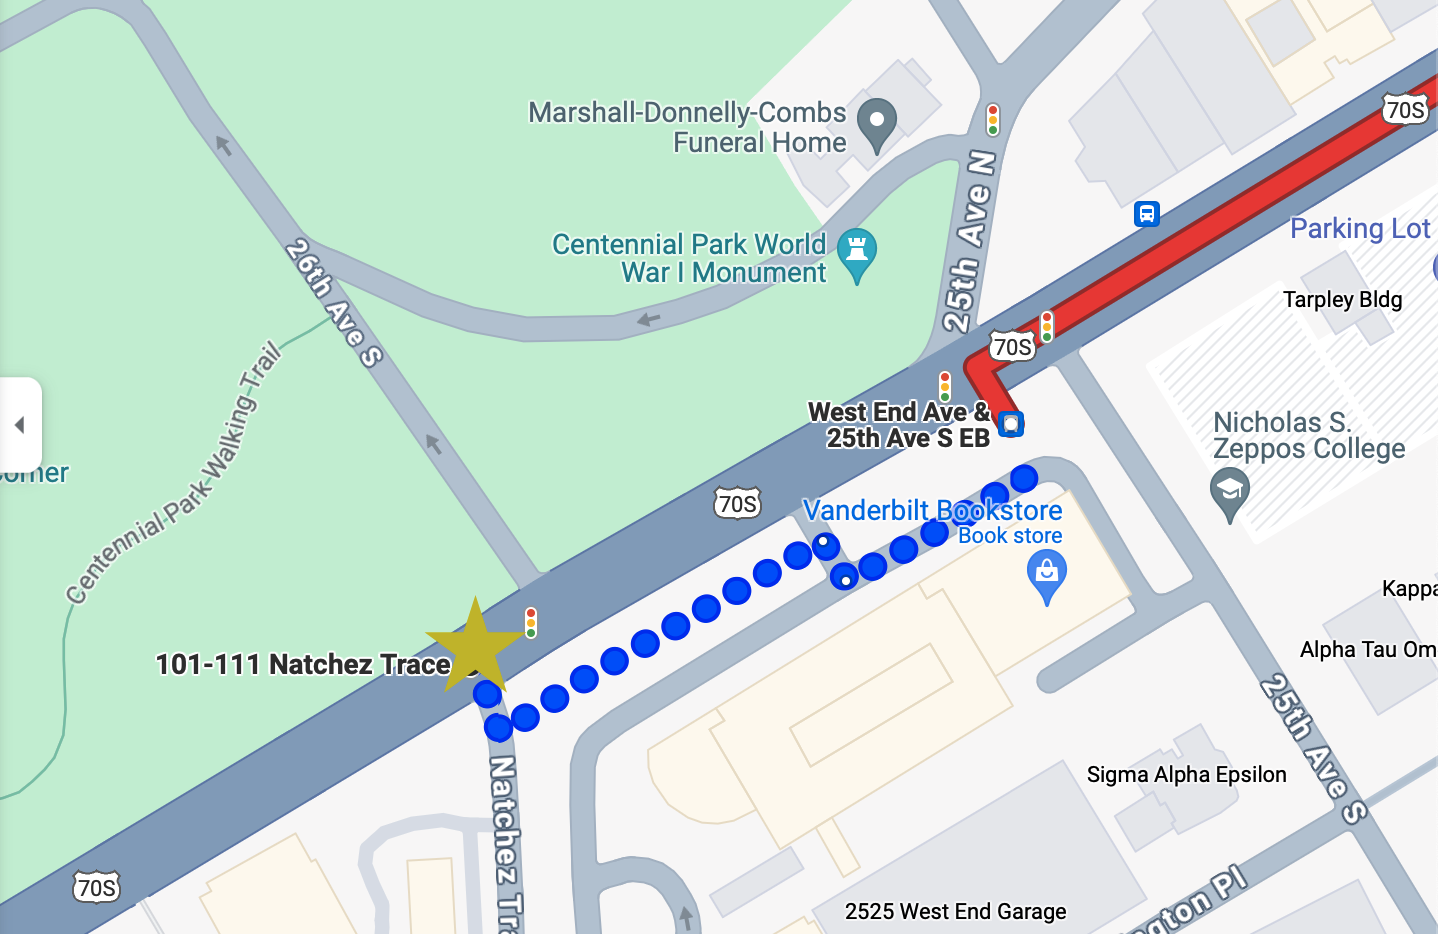 70S
Marshall-Donnelly-Combs
Funeral Home
25th Ave N
Parking Lot
Centennial Park World
War I Monument
26th Ave S
Tarpley Bldg
70S
Centennial Park Walking Trail
West End Ave &
25th Ave S EB
Nicholas S.
Zeppos College
orner
70S
Vanderbilt Bookstore
Book store
Kappa
101-111 Natchez Trace
Alpha Tau Om
25th Ave S
Sigma Alpha Epsilon
Natchez Tra
70S
2525 West End Garage
ngton Pl